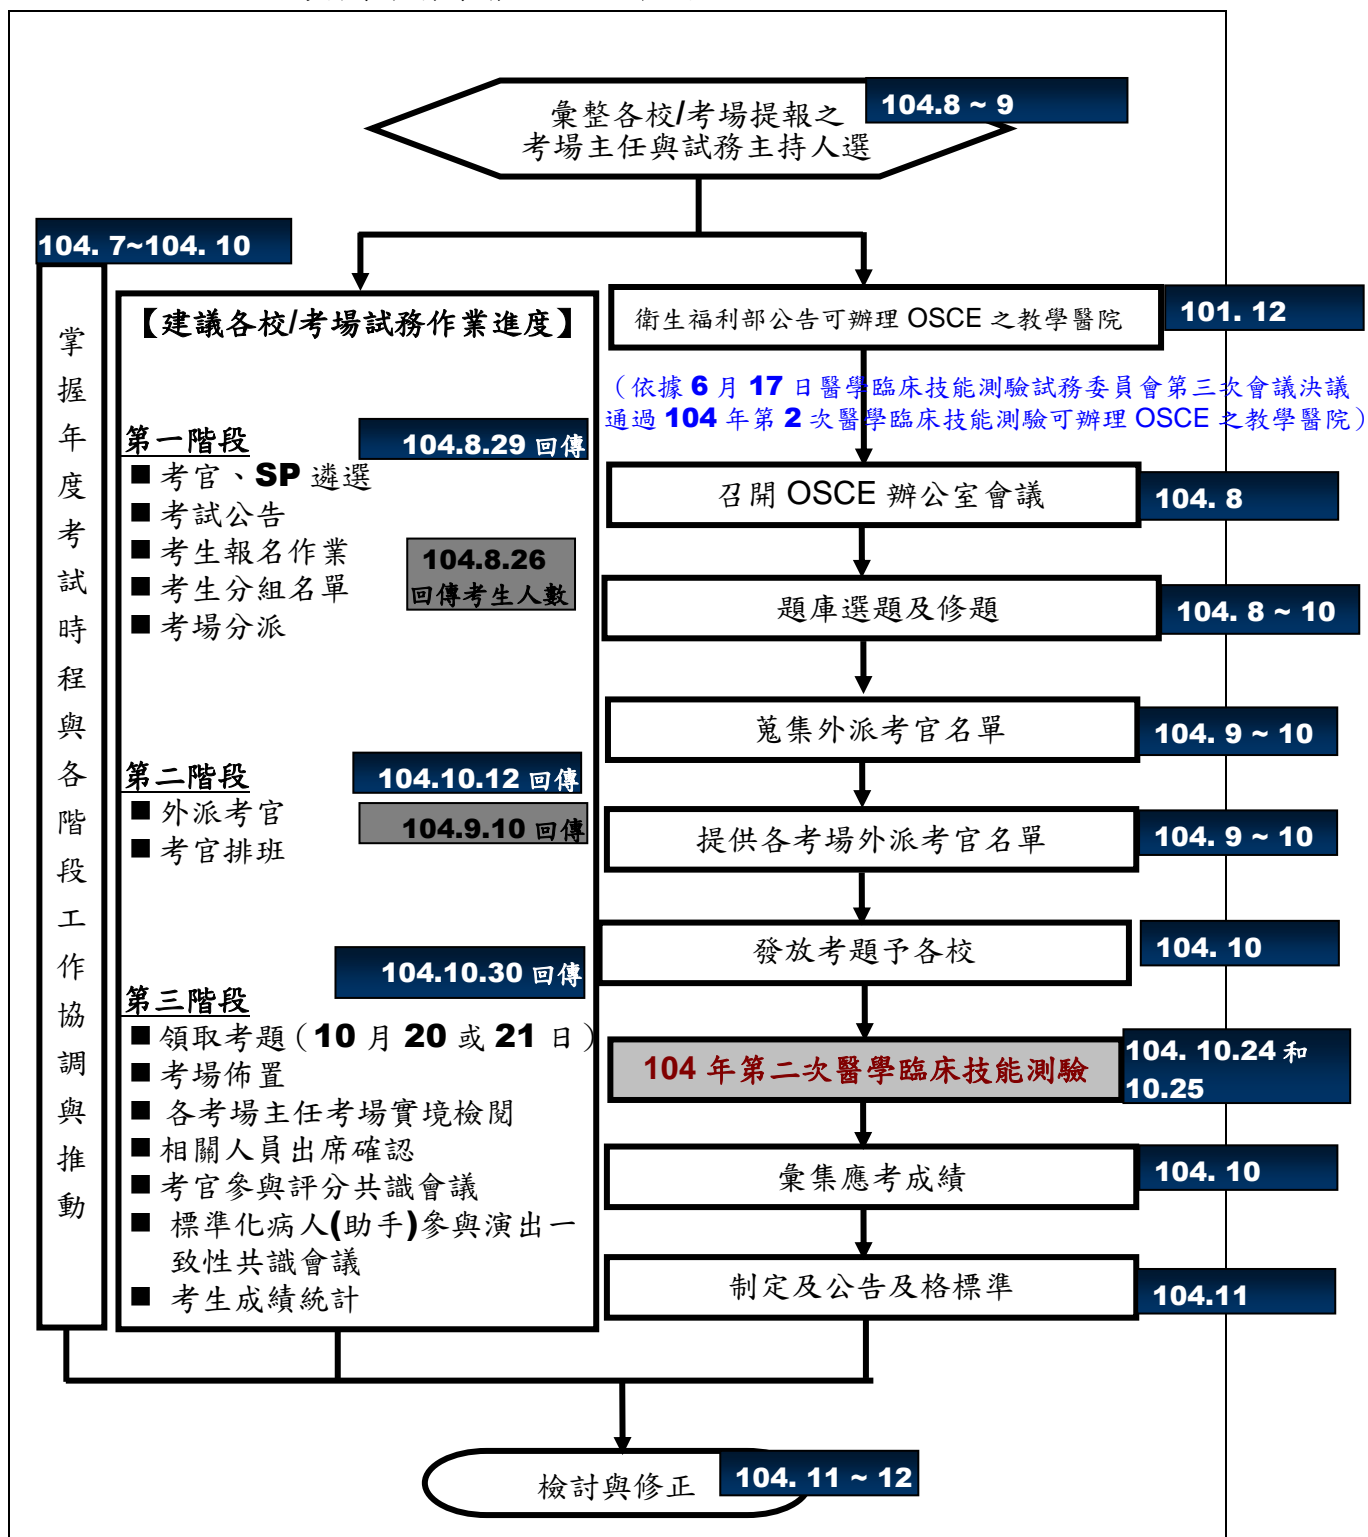 彙整各校/考場提報之
考場主任與試務主持人選
104.8 ~ 9
104. 7~104. 10
掌握年度考試時程與各階段工作協調與推動
【建議各校/考場試務作業進度】
第一階段
104.8.29 回傳
■ 考官、SP 遴選
■ 考試公告
■ 考生報名作業
■ 考生分組名單
■ 考場分派
104.8.26
回傳考生人數
第二階段
104.10.12 回傳
■ 外派考官
104.9.10 回傳
■ 考官排班
104.10.30 回傳
第三階段
■ 領取考題（10 月 20 或 21 日）
■ 考場佈置
■ 各考場主任考場實境檢閱
■ 相關人員出席確認
■ 考官參與評分共識會議
■ 標準化病人(助手)參與演出一
致性共識會議
■ 考生成績統計
衛生福利部公告可辦理 OSCE 之教學醫院
101. 12
（依據 6 月 17 日醫學臨床技能測驗試務委員會第三次會議決議
通過 104 年第 2 次醫學臨床技能測驗可辦理 OSCE 之教學醫院）
召開 OSCE 辦公室會議
104. 8
題庫選題及修題
104. 8 ~ 10
蒐集外派考官名單
104. 9 ~ 10
提供各考場外派考官名單
104. 9 ~ 10
發放考題予各校
104. 10
104 年第二次醫學臨床技能測驗
104. 10.24 和
10.25
彙集應考成績
104. 10
制定及公告及格標準
104.11
檢討與修正
104. 11 ~ 12